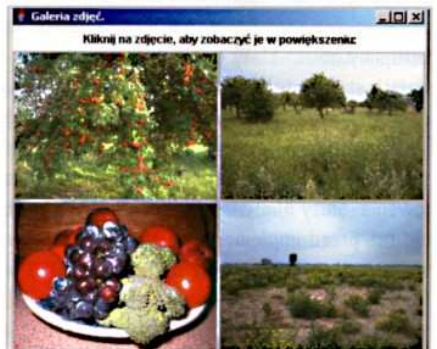 Galeria zdjęć.
Kliknij na zdjęcie, aby zobaczyć je w powiększeniu: